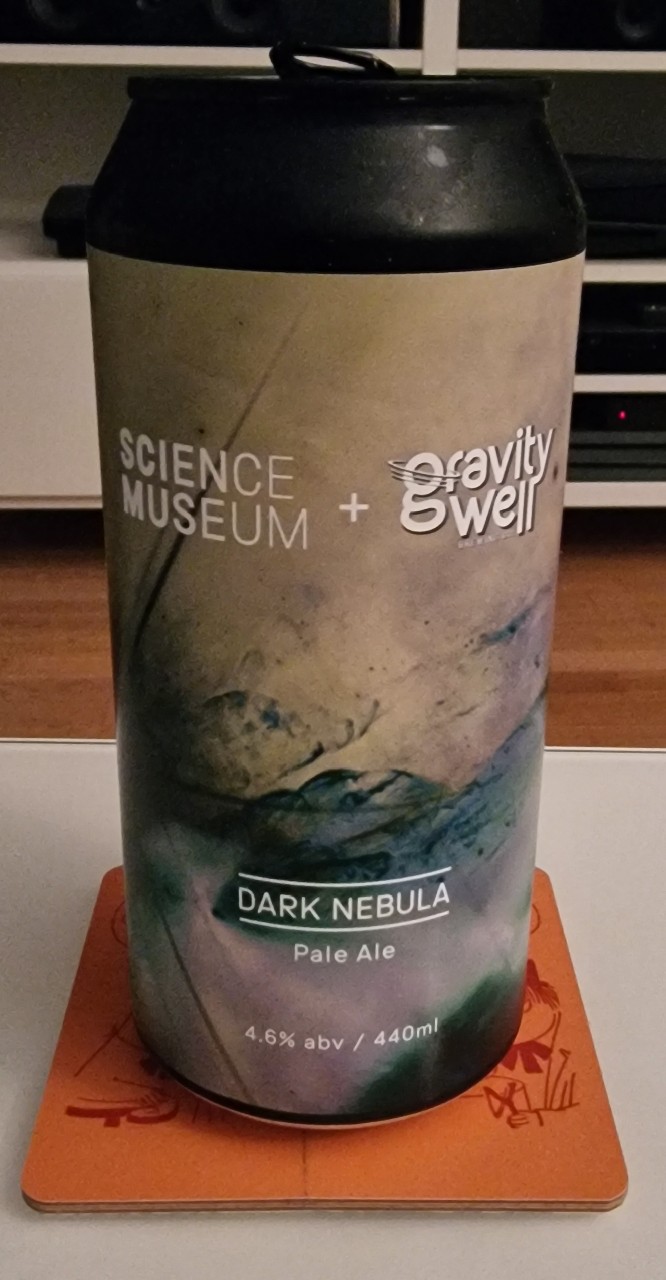 SCIENCE
MUSEUM
+
gravity
well
DARK NEBULA
Pale Ale
4.6% abv / 440ml